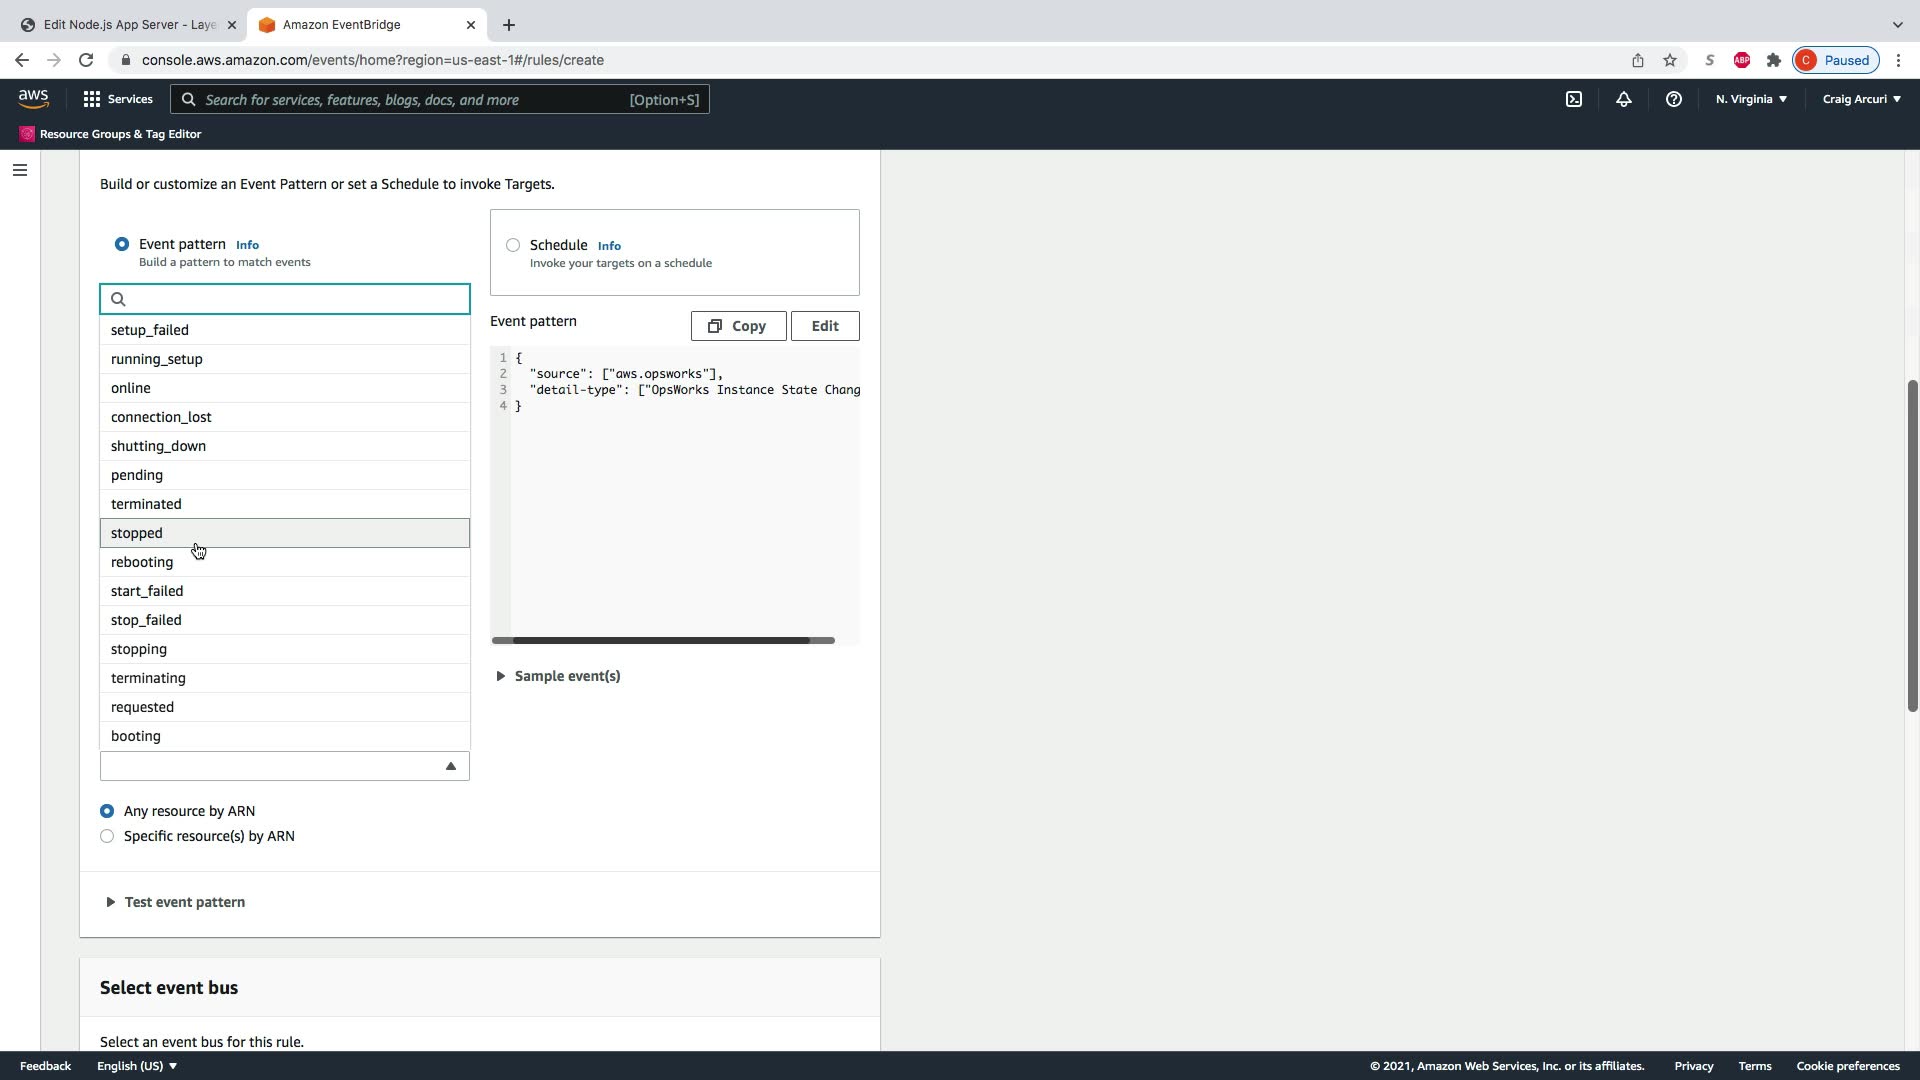 Edit Node.js App Server - Laye
Amazon EventBridge
console.aws.amazon.com/events/home?region=us-east-1#/rules/create
S
ABP
C Paused
aws
Services
Search for services, features, blogs, docs, and more [Option+S]
N. Virginia
Craig Arcuri
Resource Groups & Tag Editor
Build or customize an Event Pattern or set a Schedule to invoke Targets.
Event pattern Info
Build a pattern to match events
Schedule Info
Invoke your targets on a schedule
setup_failed
running_setup
online
connection_lost
shutting_down
pending
terminated
stopped
rebooting
start_failed
stop_failed
stopping
terminating
requested
booting
Event pattern
Copy
Edit
1 {
2 "source": ["aws.opsworks"],
3 "detail-type": ["OpsWorks Instance State Chang
4 }
Sample event(s)
Any resource by ARN
Specific resource(s) by ARN
Test event pattern
Select event bus
Select an event bus for this rule.
Feedback
English (US)
© 2021, Amazon Web Services, Inc. or its affiliates.
Privacy
Terms
Cookie preferences